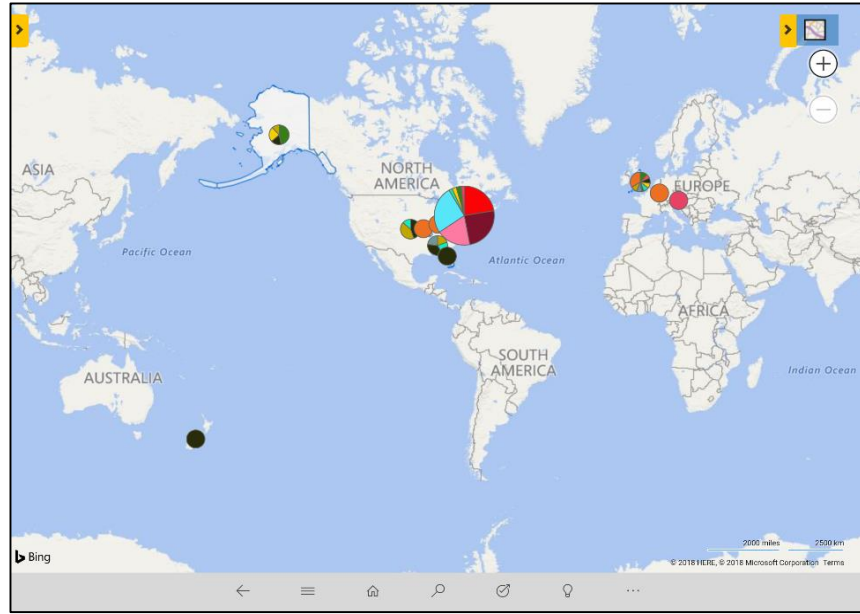 ASIA
NORTH
AMERICA
EUROPE
Pacific Ocean
Atlantic Ocean
AFRICA
SOUTH
AMERICA
AUSTRALIA
Indian Ocean
2000 miles 2500 km
Bing
© 2018 HERE, © 2018 Microsoft Corporation Terms